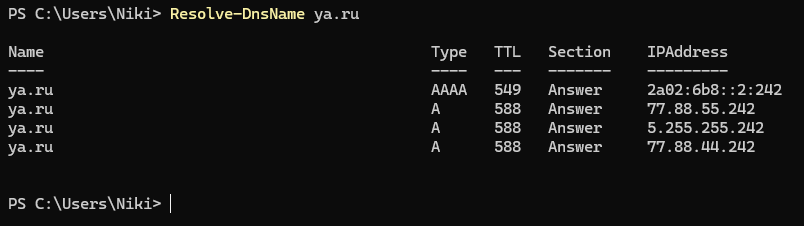 PS C:\Users\Niki> Resolve-DnsName ya.ru
Name Type TTL Section IPAddress
---- ---- --- ------- ---------
ya.ru AAAA 549 Answer 2a02:6b8::2:242
ya.ru A 588 Answer 77.88.55.242
ya.ru A 588 Answer 5.255.255.242
ya.ru A 588 Answer 77.88.44.242
PS C:\Users\Niki>